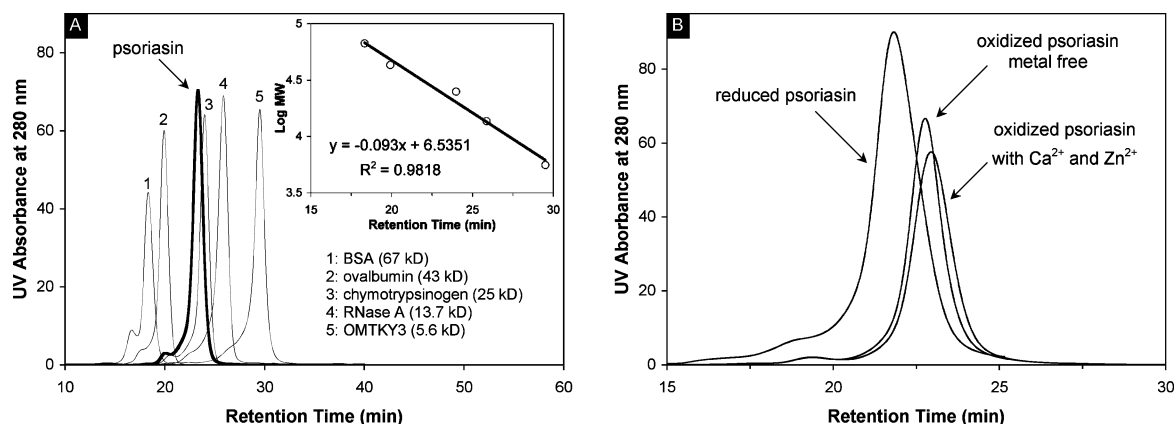 A
psoriasin
1
2
3
4
5
UV Absorbance at 280 nm
80
60
40
20
0
10
20
30
40
50
60
Retention Time (min)
Log MW
5
4.5
4
3.5
15
20
25
30
Retention Time (min)
y = -0.093x + 6.5351
R² = 0.9818
1: BSA (67 kD)
2: ovalbumin (43 kD)
3: chymotrypsinogen (25 kD)
4: RNase A (13.7 kD)
5: OMTKY3 (5.6 kD)
B
reduced psoriasin
oxidized psoriasin
metal free
oxidized psoriasin
with Ca²⁺ and Zn²⁺
UV Aborbance at 280 nm
80
60
40
20
0
15
20
25
30
Retention Time (min)